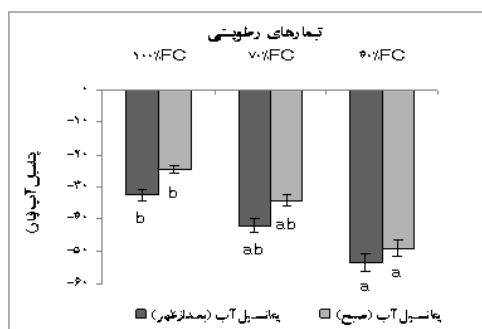 تیمارهای رطوبتی
۱۰۰%FC ۷۰%FC ۴۰%FC
۰
-۱۰
-۲۰
-۳۰
-۴۰
-۵۰
-۶۰
پتانسیل آب (بار)
b b ab ab a a
پتانسیل آب (بعدازظهر) پتانسیل آب (صبح)